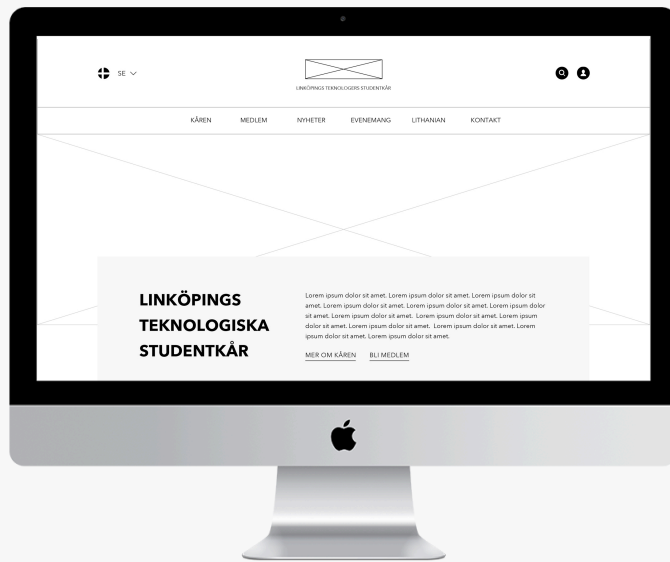 SE
LINKÖPINGS TEKNOLOGERS STUDENTKÅR
KÅREN MEDLEM NYHETER EVENEMANG LITHANIAN KONTAKT
LINKÖPINGS
TEKNOLOGISKA
STUDENTKÅR
Lorem ipsum dolor sit amet. Lorem ipsum dolor sit amet. Lorem ipsum dolor sit
amet. Lorem ipsum dolor sit amet. Lorem ipsum dolor sit amet. Lorem ipsum dolor
sit amet. Lorem ipsum dolor sit amet.  Lorem ipsum dolor sit amet. Lorem ipsum
dolor sit amet. Lorem ipsum dolor sit amet.  Lorem ipsum dolor sit amet. Lorem
ipsum dolor sit amet. Lorem ipsum dolor sit amet.
MER OM KÅREN BLI MEDLEM